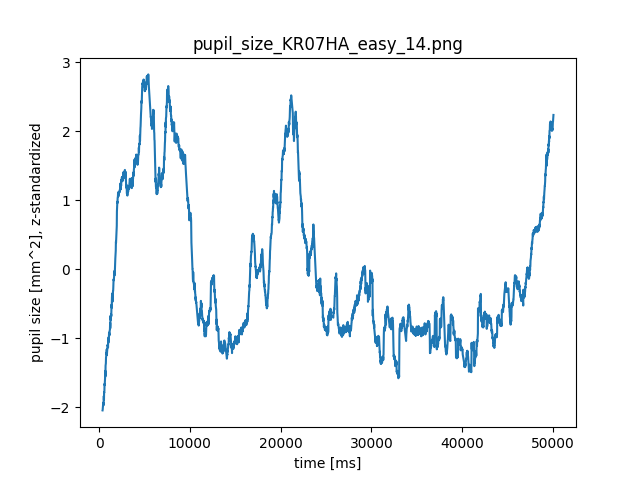 pupil_size_KR07HA_easy_14.png
pupil size [mm^2], z-standardized
3
2
1
0
−1
−2
0 10000 20000 30000 40000 50000
time [ms]